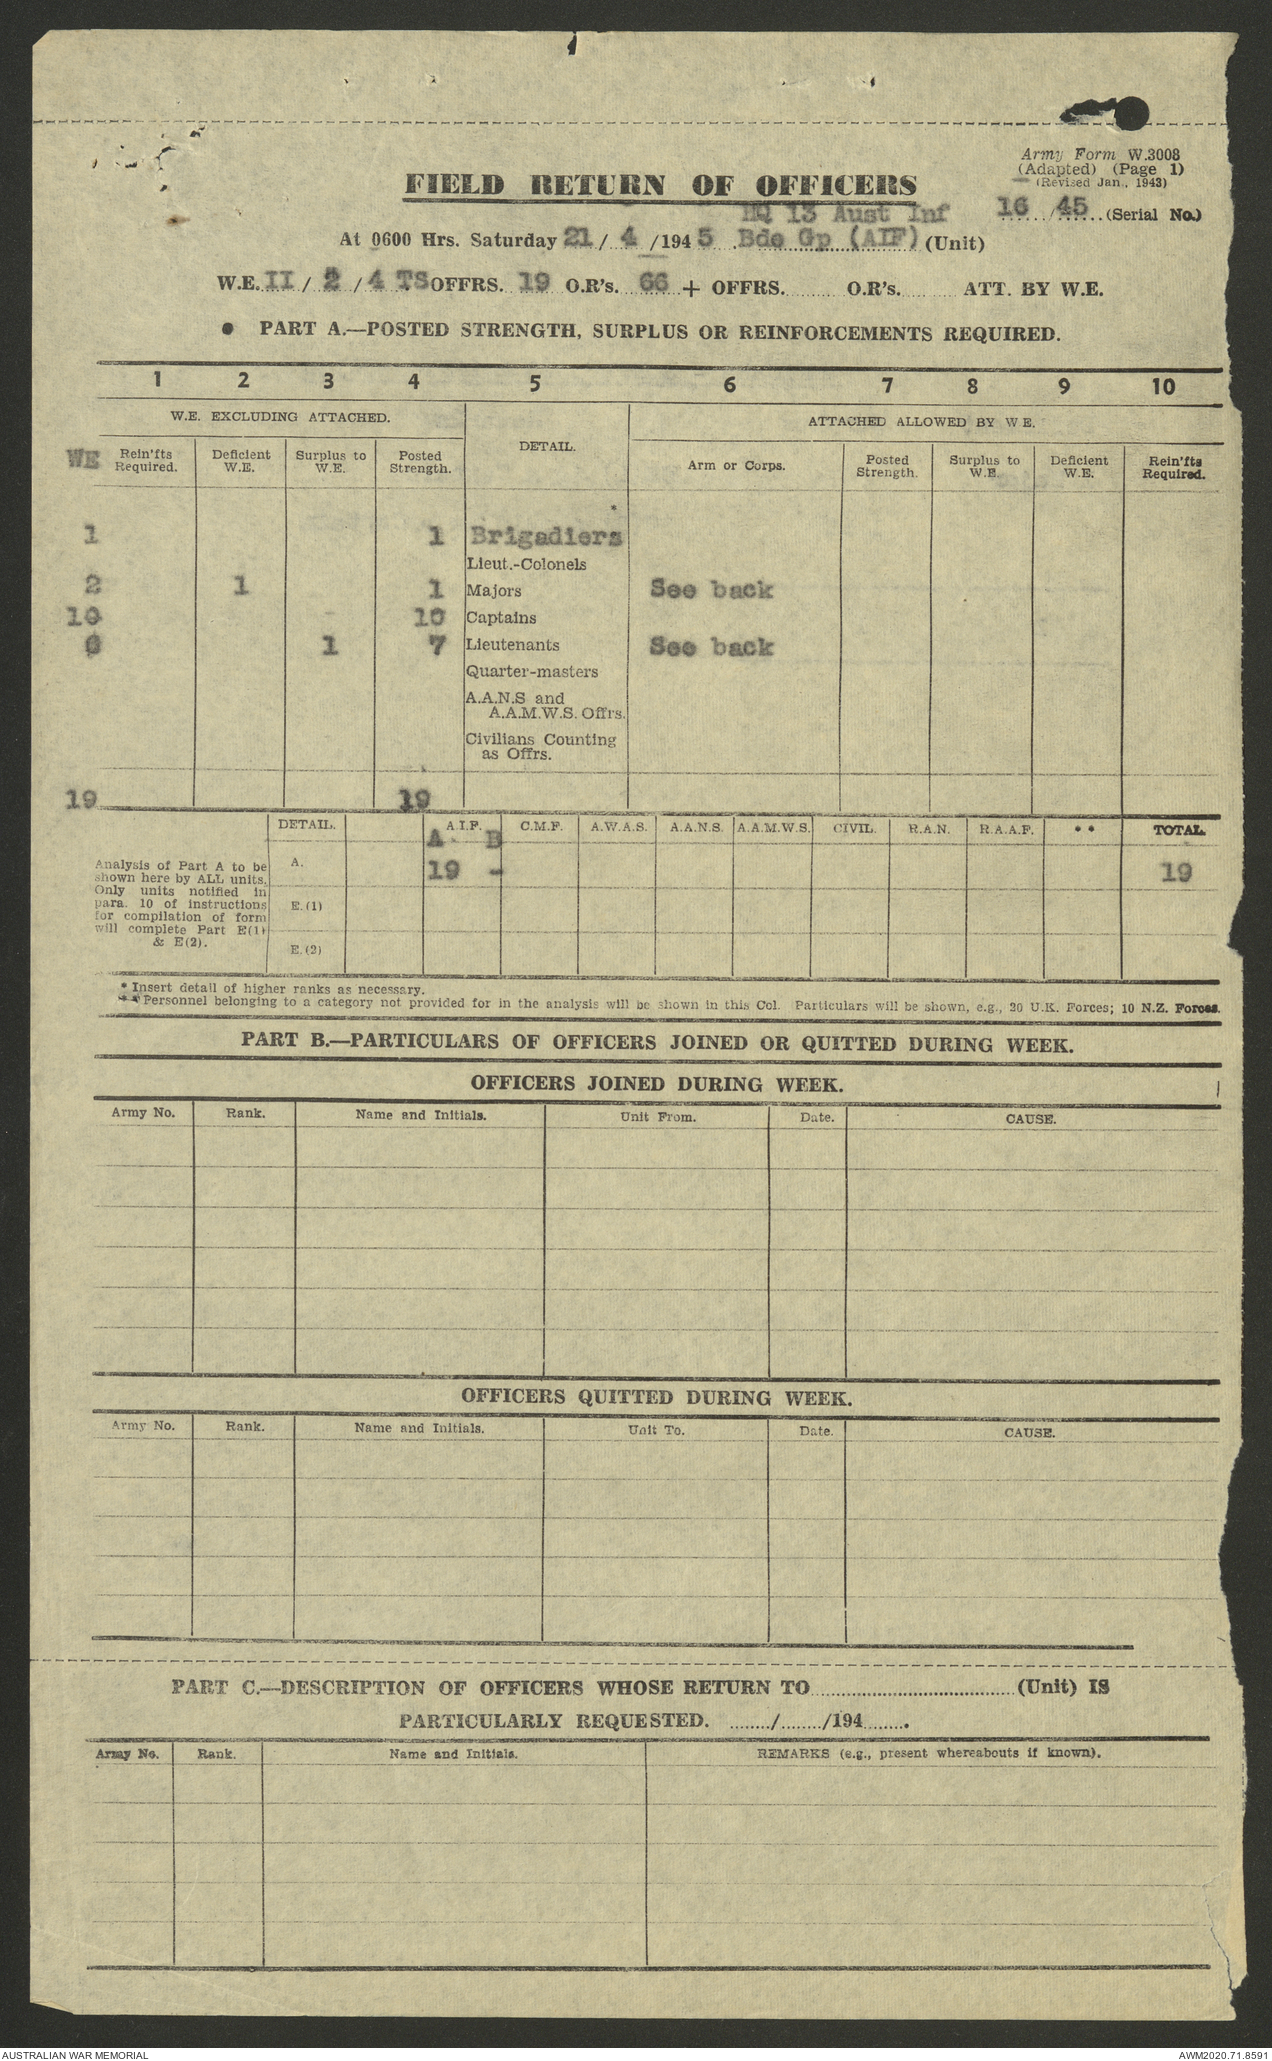 Army Form W.3008
(Adapted) (Page 1)
(Revised Jan., 1943)
FIELD RETURN OF OFFICERS
HQ 13 Aust Inf 16 / 45 (Serial No.)
At 0600 Hrs. Saturday 21 / 4 / 1945 Bde Gp (AIF) (Unit)
W.E. II / 2 / 4 TS OFFRS. 19 O.R's. 66 + OFFRS. O.R's. ATT. BY W.E.
PART A.—POSTED STRENGTH, SURPLUS OR REINFORCEMENTS REQUIRED.
1 2 3 4 5 6 7 8 9 10
W.E. EXCLUDING ATTACHED. DETAIL. ATTACHED ALLOWED BY W E.
WE Rein'fts Required. Deficient W.E. Surplus to W.E. Posted Strength. Arm or Corps. Posted Strength. Surplus to W.E. Deficient W.E. Rein'fts Required.
*
1 1 Brigadiers
Lieut.-Colonels
2 1 1 Majors See back
10 10 Captains
6 1 7 Lieutenants See back
Quarter-masters
A.A.N.S and
A.A.M.W.S. Offrs.
Civilians Counting
as Offrs.
19 19
DETAIL. A.I.F. C.M.F. A.W.A.S. A.A.N.S. A.A.M.W.S. CIVIL. R.A.N. R.A.A.F. * * TOTAL
A B
A. 19 - 19
Analysis of Part A to be
shown here by ALL units.
Only units notified in
para. 10 of instructions
for compilation of form
will complete Part E(1)
& E(2).
E.(1)
E.(2)
* Insert detail of higher ranks as necessary.
* * Personnel belonging to a category not provided for in the analysis will be shown in this Col. Particulars will be shown, e.g., 20 U.K. Forces; 10 N.Z. Forces.
PART B.—PARTICULARS OF OFFICERS JOINED OR QUITTED DURING WEEK.
OFFICERS JOINED DURING WEEK.
Army No. Rank. Name and Initials. Unit From. Date. CAUSE.
OFFICERS QUITTED DURING WEEK.
Army No. Rank. Name and Initials. Unit To. Date. CAUSE.
PART C.—DESCRIPTION OF OFFICERS WHOSE RETURN TO (Unit) IS
PARTICULARLY REQUESTED. ......../......../194........
Army No. Rank. Name and Initials. REMARKS (e.g., present whereabouts if known).
AUSTRALIAN WAR MEMORIAL AWM2020.71.8591